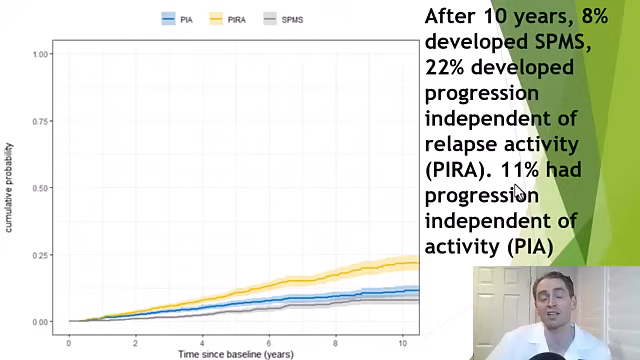 PIA PIRA SPMS
1.00
0.75
0.50
0.25
0.00
cumulative probability
0 2 4 6 8 10
Time since baseline (years)
After 10 years, 8%
developed SPMS,
22% developed
progression
independent of
relapse activity
(PIRA). 11% had
progression
independent of
activity (PIA)